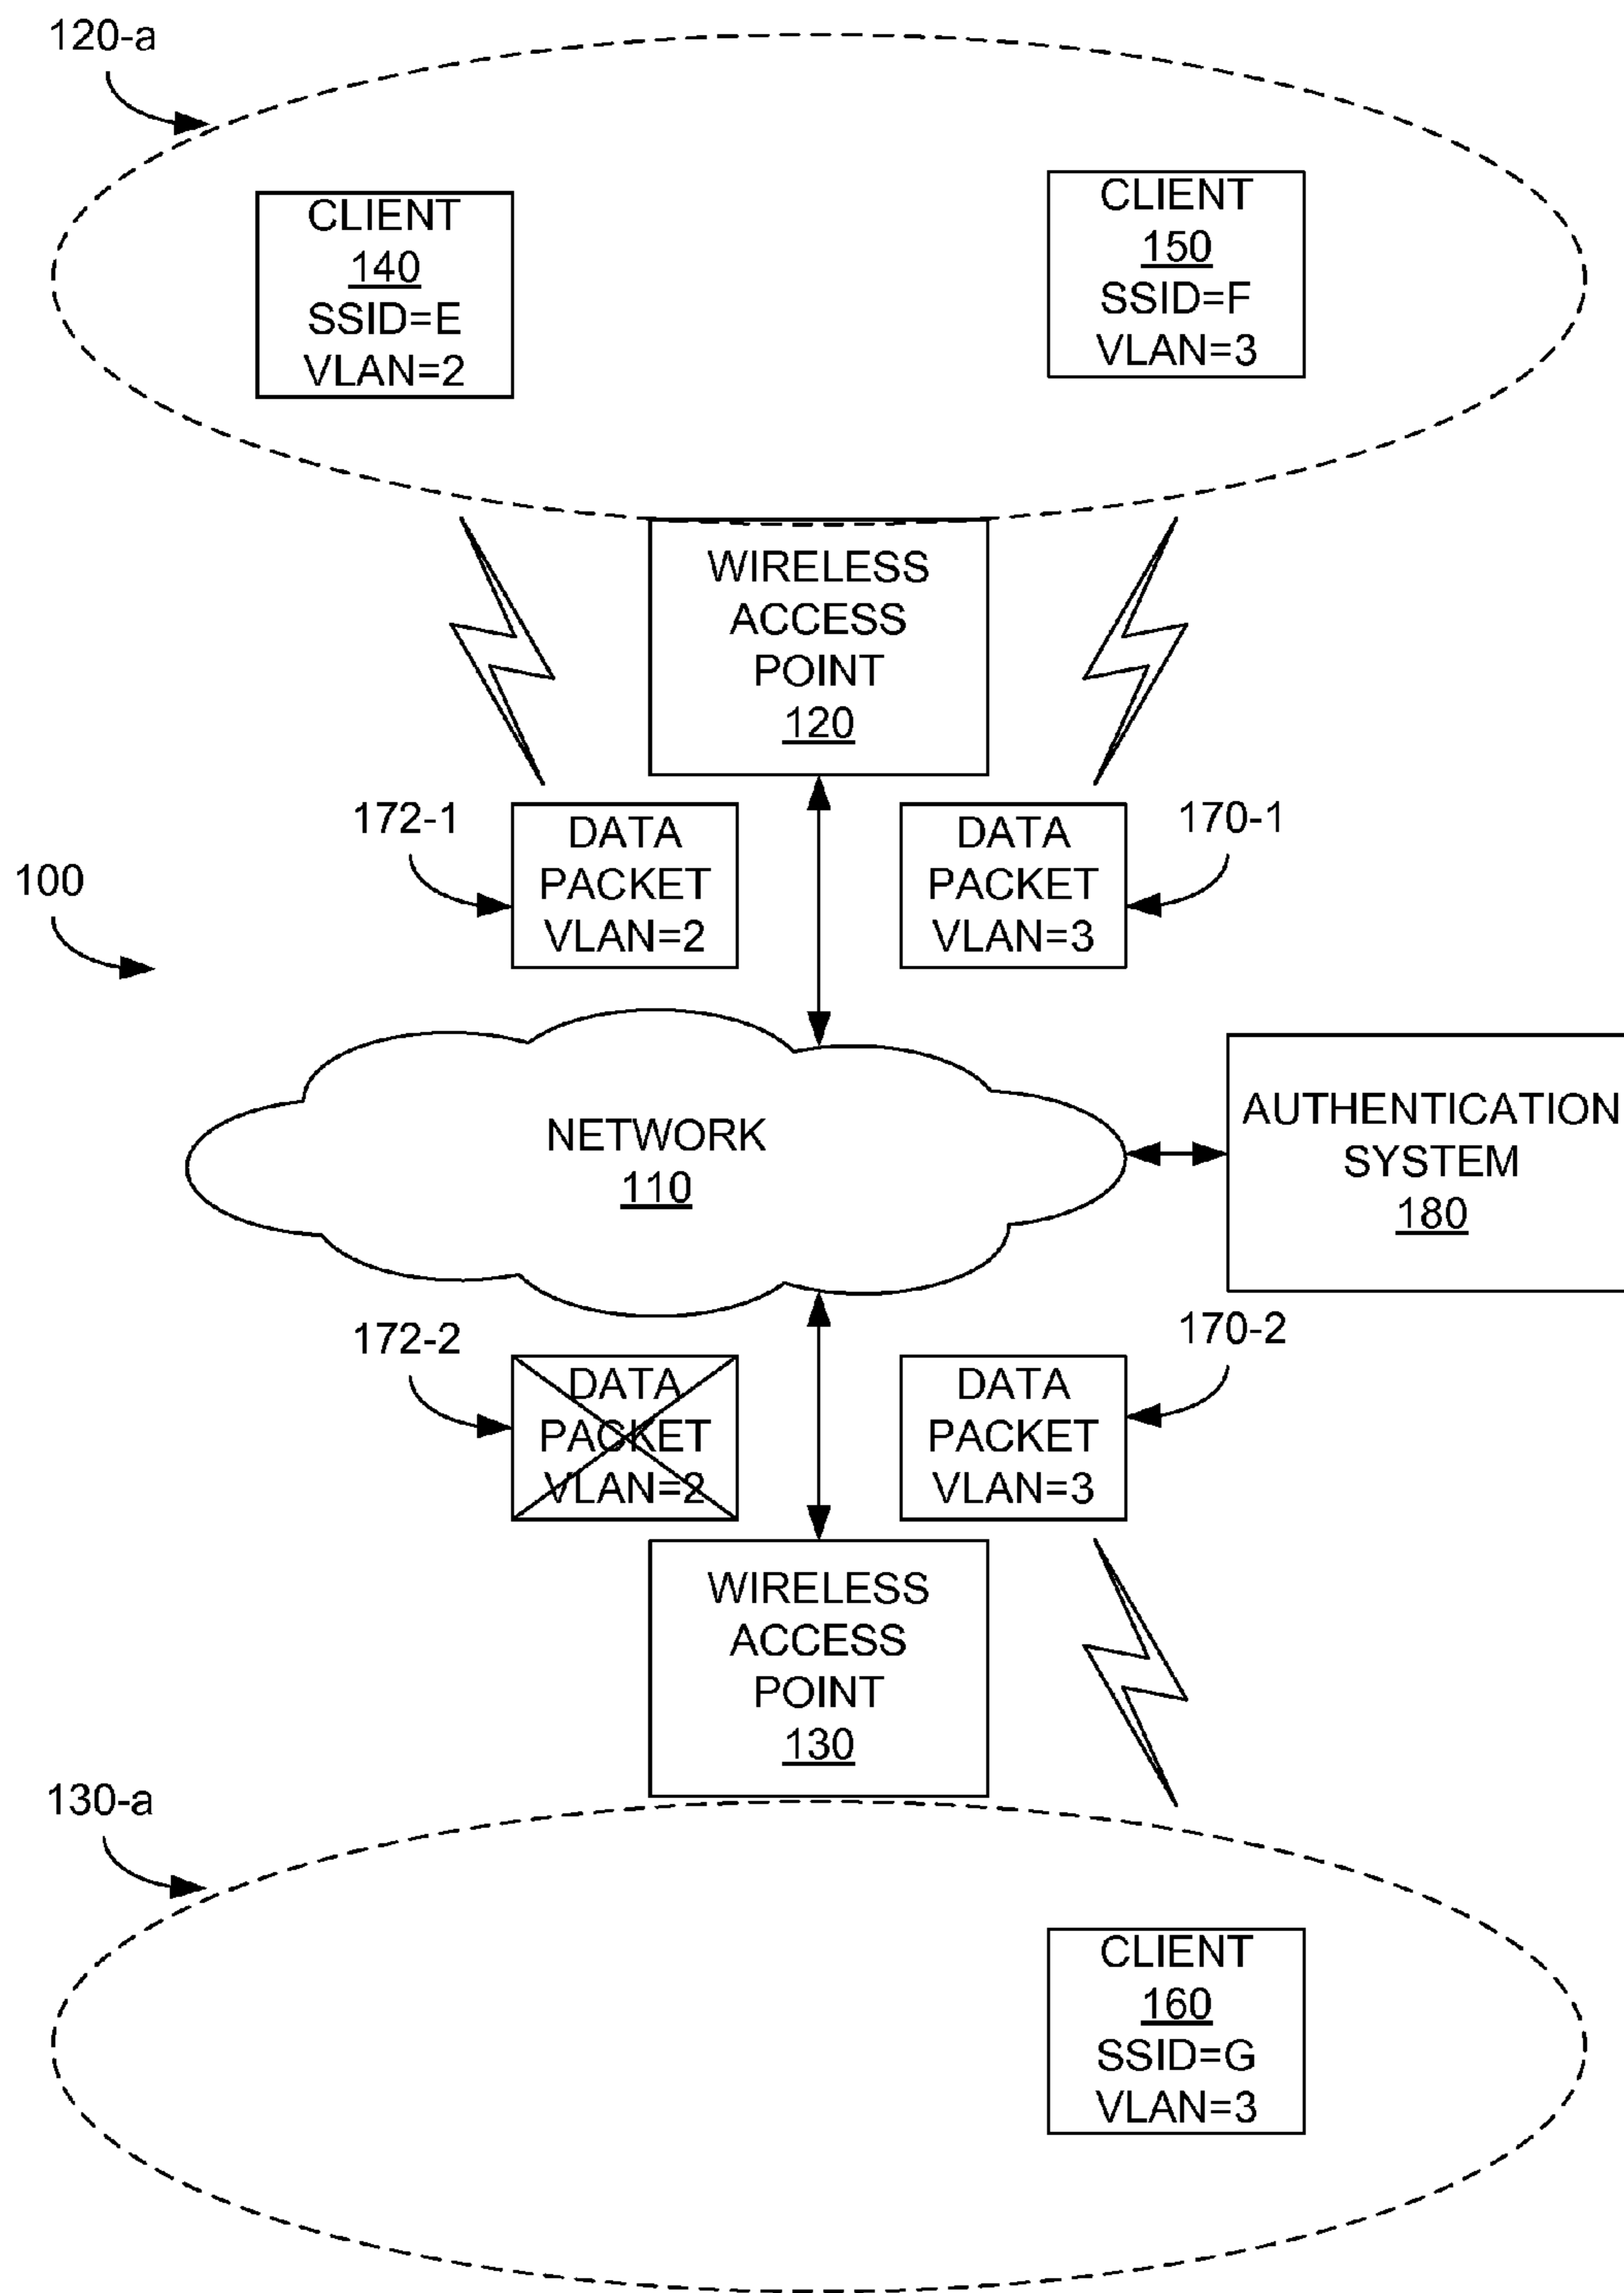 120-a
CLIENT
140
SSID=E
VLAN=2
CLIENT
150
SSID=F
VLAN=3
WIRELESS
ACCESS
POINT
120
172-1
DATA
PACKET
VLAN=2
DATA
PACKET
VLAN=3
170-1
100
NETWORK
110
AUTHENTICATION
SYSTEM
180
172-2
DATA
PACKET
VLAN=2
DATA
PACKET
VLAN=3
170-2
WIRELESS
ACCESS
POINT
130
130-a
CLIENT
160
SSID=G
VLAN=3